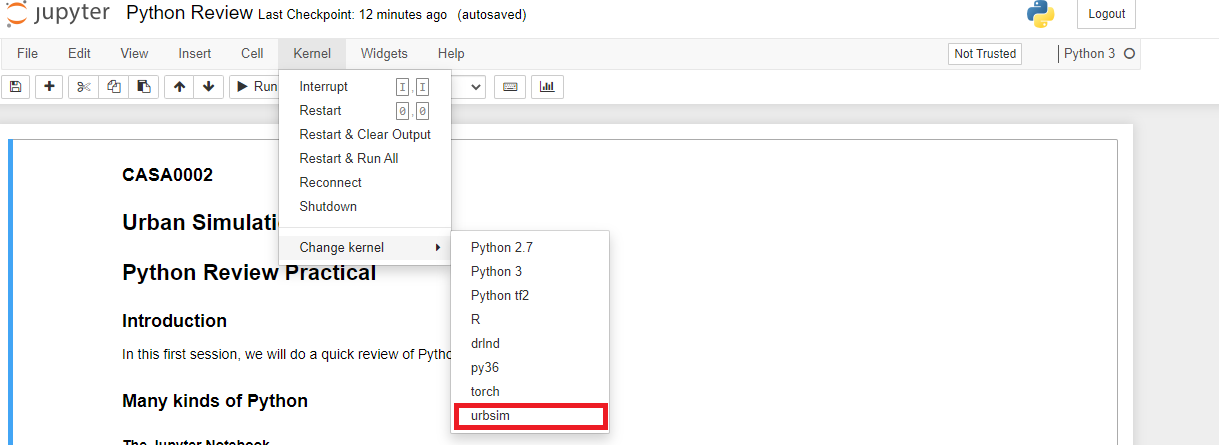 jupyter Python Review Last Checkpoint: 12 minutes ago (autosaved) Logout
File Edit View Insert Cell Kernel Widgets Help Not Trusted Python 3
Run
Interrupt I,I
Restart 0,0
Restart & Clear Output
Restart & Run All
Reconnect
Shutdown
Change kernel
Python 2.7
Python 3
Python tf2
R
drlnd
py36
torch
urbsim
CASA0002
Urban Simulati
Python Review Practical
Introduction
In this first session, we will do a quick review of Pytho
Many kinds of Python
The Jupyter Notebook